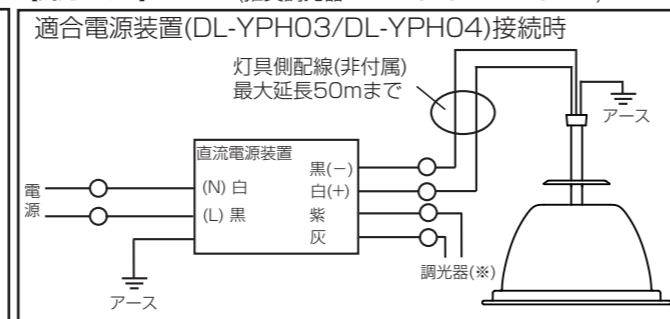 適合電源装置(DL-YPH03/DL-YPH04)接続時
灯具側配線(非付属)
最大延長50mまで
アース
直流電源装置
黒(−)
電源
(N) 白
白(+)
(L) 黒
紫
灰
調光器(※)
アース